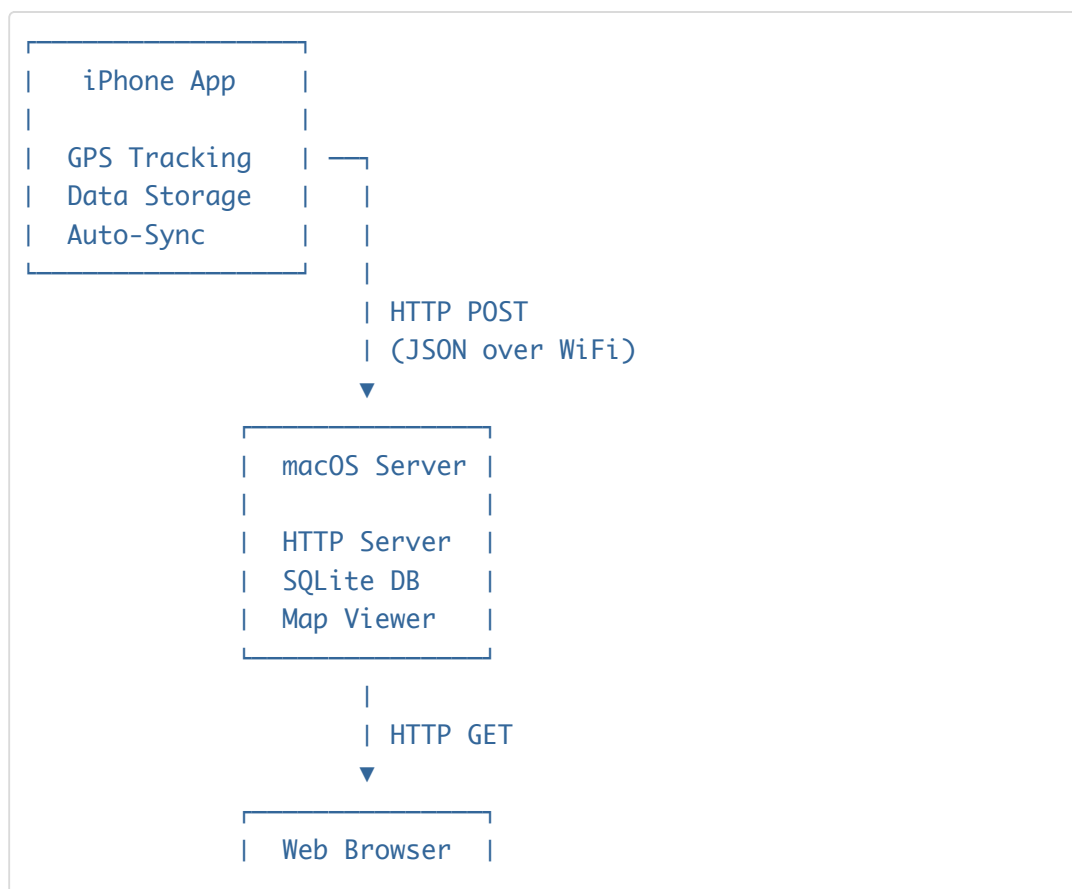 iPhone App
GPS Tracking
Data Storage
Auto-Sync
HTTP POST
(JSON over WiFi)
macOS Server
HTTP Server
SQLite DB
Map Viewer
HTTP GET
Web Browser